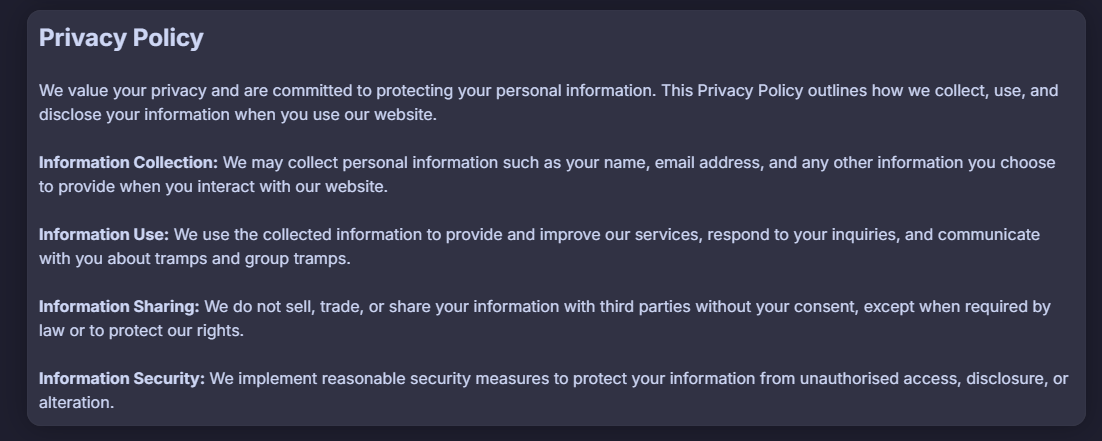 Privacy Policy
We value your privacy and are committed to protecting your personal information. This Privacy Policy outlines how we collect, use, and
disclose your information when you use our website.
Information Collection: We may collect personal information such as your name, email address, and any other information you choose
to provide when you interact with our website.
Information Use: We use the collected information to provide and improve our services, respond to your inquiries, and communicate
with you about tramps and group tramps.
Information Sharing: We do not sell, trade, or share your information with third parties without your consent, except when required by
law or to protect our rights.
Information Security: We implement reasonable security measures to protect your information from unauthorised access, disclosure, or
alteration.